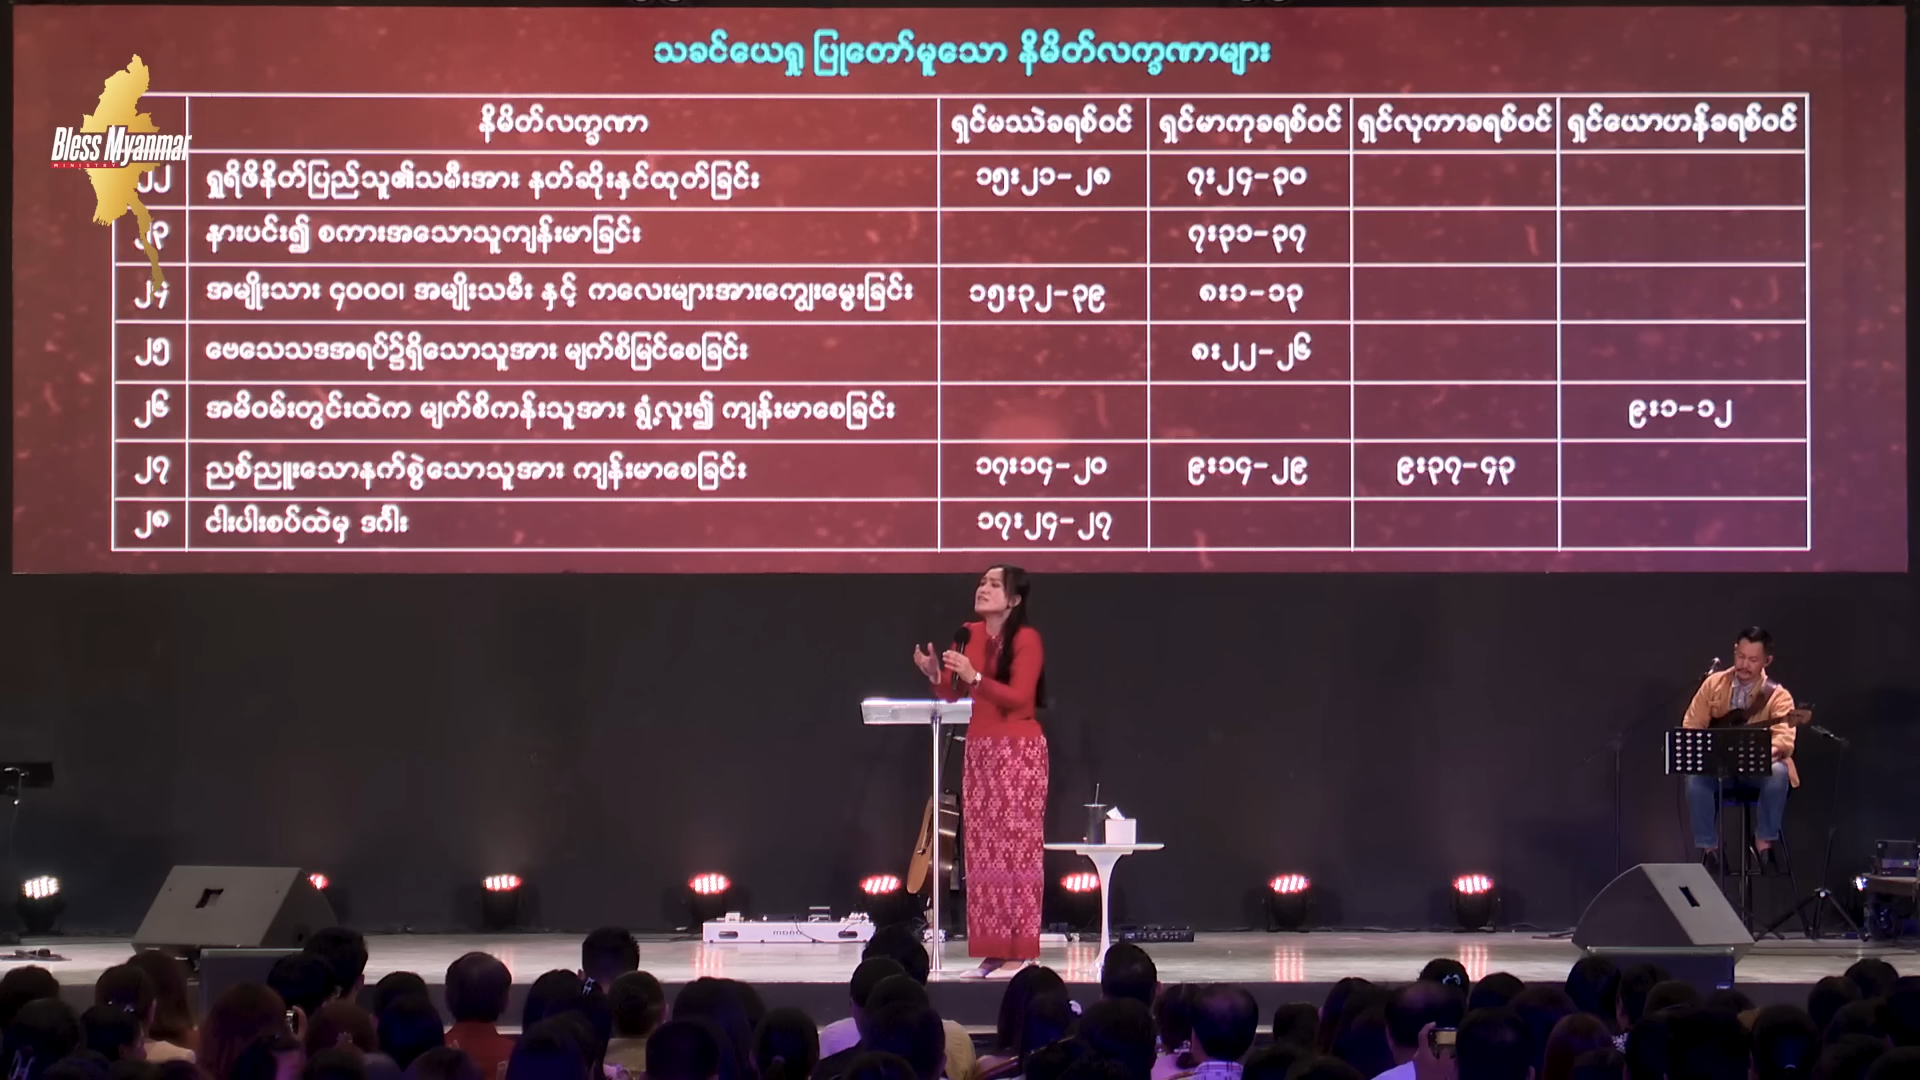 သခင်ယေရှု ပြုတော်မူသော နိမိတ်လက္ခဏာများ
Bless Myanmar
MINISTRY
နိမိတ်လက္ခဏာ ရှင်မဿဲခရစ်ဝင် ရှင်မာကုခရစ်ဝင် ရှင်လုကာခရစ်ဝင် ရှင်ယောဟန်ခရစ်ဝင်
၂၂ ရှုရိဖိနိတ်ပြည်သူ၏သမီးအား နတ်ဆိုးနှင်ထုတ်ခြင်း ၁၅း၂၁-၂၈ ၇း၂၄-၃၀
၂၃ နားပင်း၍ စကားအသောသူကျန်းမာခြင်း ၇း၃၁-၃၇
၂၄ အမျိုးသား ၄၀၀၀၊ အမျိုးသမီး နှင့် ကလေးများအားကျွေးမွေးခြင်း ၁၅း၃၂-၃၉ ၈း၁-၁၃
၂၅ ဗေသေသဒအရပ်၌ရှိသောသူအား မျက်စိမြင်စေခြင်း ၈း၂၂-၂၆
၂၆ အမိဝမ်းတွင်းထဲက မျက်စိကန်းသူအား ရွံ့လူး၍ ကျန်းမာစေခြင်း ၉း၁-၁၂
၂၇ ညစ်ညူးသောနက်စွဲသောသူအား ကျန်းမာစေခြင်း ၁၇း၁၄-၂၀ ၉း၁၄-၂၉ ၉း၃၇-၄၃
၂၈ ငါးပါးစပ်ထဲမှ ဒင်္ဂါး ၁၇း၂၄-၂၇